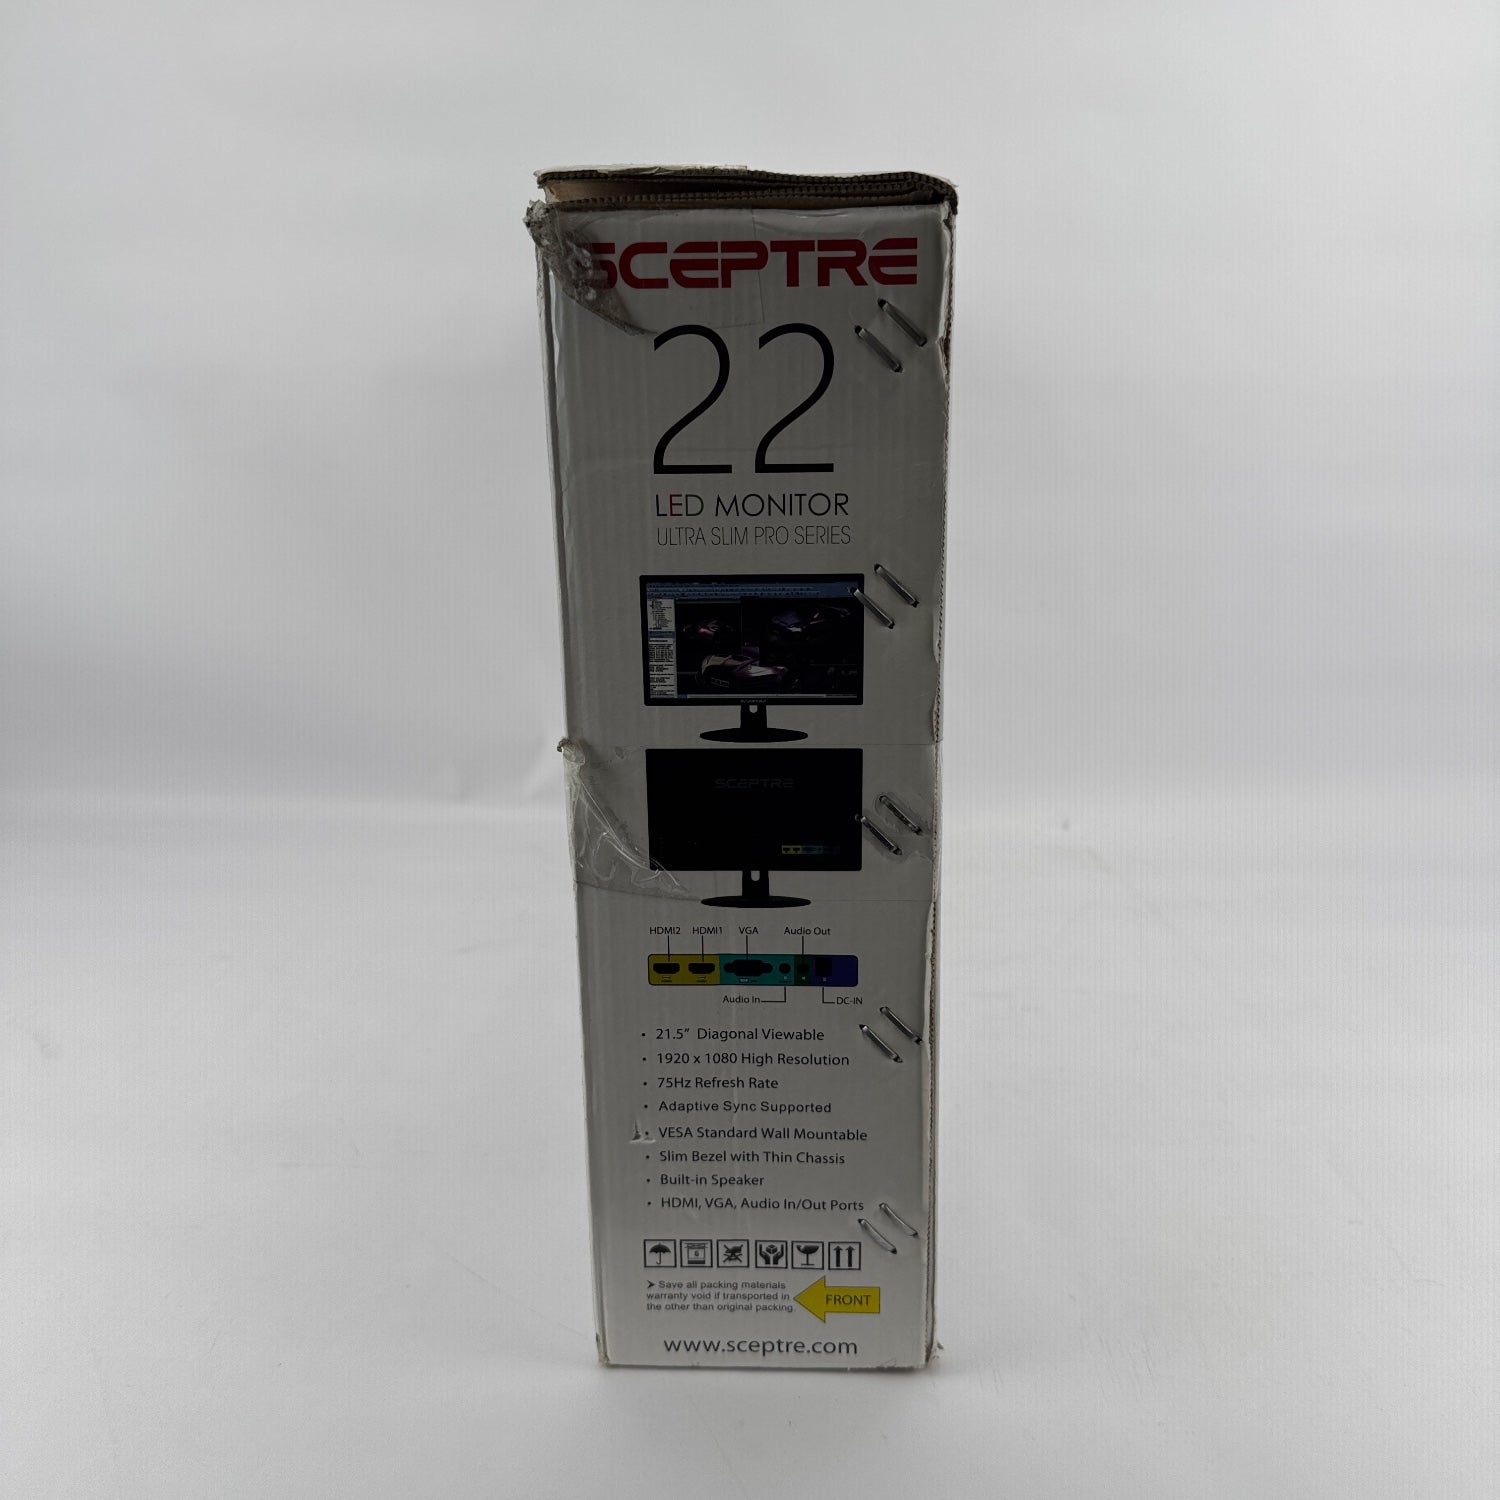 SCEPTRE
22
LED MONITOR
ULTRA SLIM PRO SERIES
SCEPTRE
HDMI2 HDMI1 VGA Audio Out
Audio In DC-IN
• 21.5” Diagonal Viewable
• 1920 x 1080 High Resolution
• 75Hz Refresh Rate
• Adaptive Sync Supported
• VESA Standard Wall Mountable
• Slim Bezel with Thin Chassis
• Built-in Speaker
• HDMI, VGA, Audio In/Out Ports
6
➤ Save all packing materials
warranty void if transported in
the other than original packing.
FRONT
www.sceptre.com